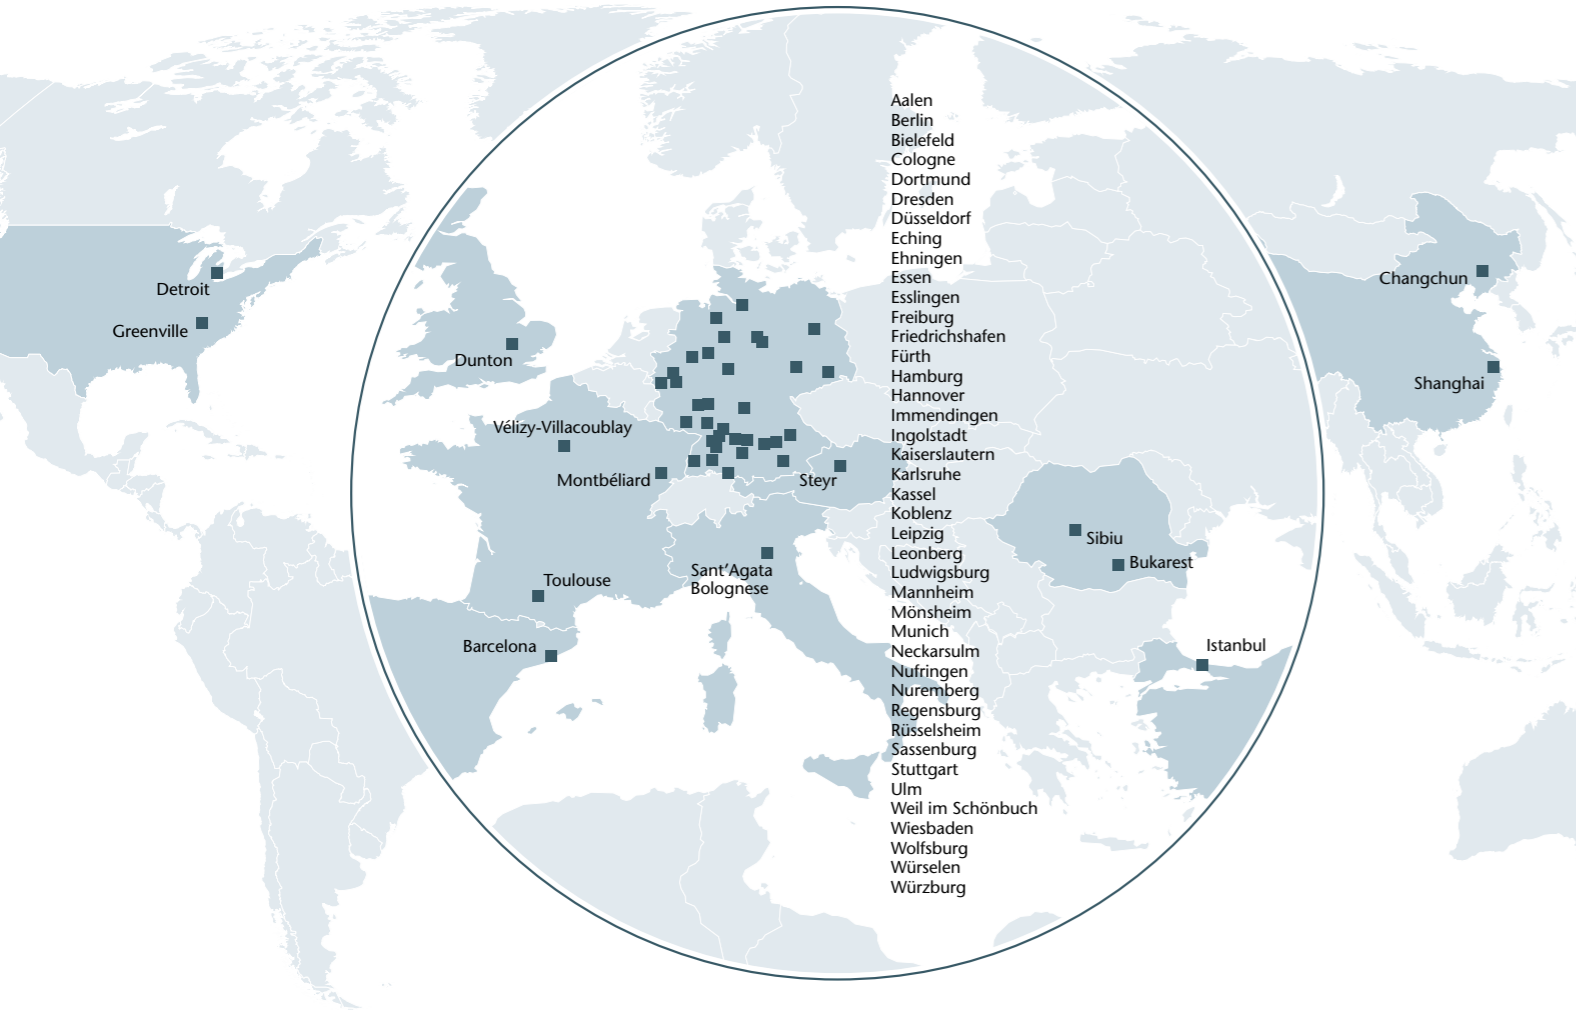 Detroit
Greenville
Dunton
Vélizy-Villacoublay
Montbéliard
Toulouse
Barcelona
Sant’Agata
Bolognese
Steyr
Aalen
Berlin
Bielefeld
Cologne
Dortmund
Dresden
Düsseldorf
Eching
Ehningen
Essen
Esslingen
Freiburg
Friedrichshafen
Fürth
Hamburg
Hannover
Immendingen
Ingolstadt
Kaiserslautern
Karlsruhe
Kassel
Koblenz
Leipzig
Leonberg
Ludwigsburg
Mannheim
Mönsheim
Munich
Neckarsulm
Nufringen
Nuremberg
Regensburg
Rüsselsheim
Sassenburg
Stuttgart
Ulm
Weil im Schönbuch
Wiesbaden
Wolfsburg
Würselen
Würzburg
Sibiu
Bukarest
Istanbul
Changchun
Shanghai